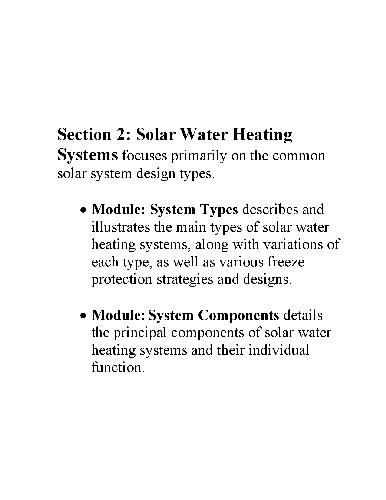 Section 2: Solar Water Heating
Systems focuses primarily on the common
solar system design types.
• Module: System Types describes and
illustrates the main types of solar water
heating systems, along with variations of
each type, as well as various freeze
protection strategies and designs.
• Module: System Components details
the principal components of solar water
heating systems and their individual
function.